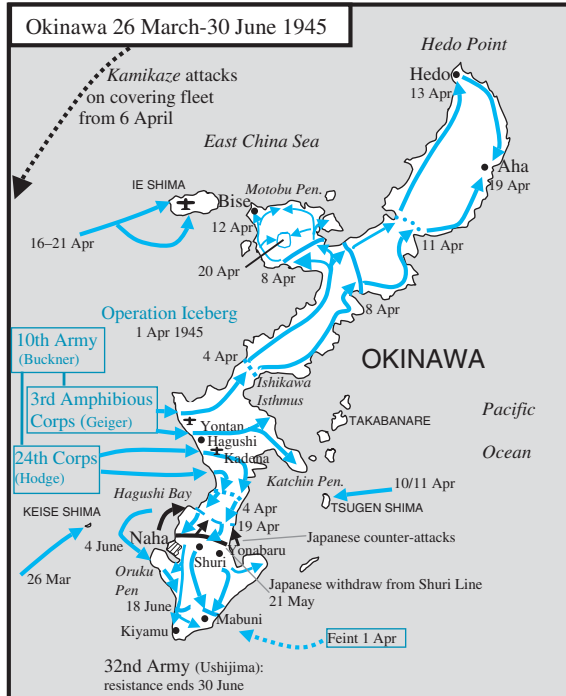 Okinawa 26 March-30 June 1945
Hedo Point
Hedo
13 Apr
Kamikaze attacks
on covering fleet
from 6 April
East China Sea
Aha
19 Apr
IE SHIMA
Motobu Pen.
Bise
12 Apr
16–21 Apr
11 Apr
20 Apr
8 Apr
8 Apr
Operation Iceberg
1 Apr 1945
10th Army
(Buckner)
4 Apr
OKINAWA
Ishikawa
Isthmus
3rd Amphibious
Corps (Geiger)
Pacific
Ocean
TAKABANARE
Yontan
Hagushi
Kadena
24th Corps
(Hodge)
Katchin Pen.
10/11 Apr
TSUGEN SHIMA
Hagushi Bay
KEISE SHIMA
4 Apr
19 Apr
Naha
4 June
Japanese counter-attacks
Shuri
Yonabaru
26 Mar
Oruku
Pen
Japanese withdraw from Shuri Line
21 May
18 June
Mabuni
Kiyamu
Feint 1 Apr
32nd Army (Ushijima):
resistance ends 30 June